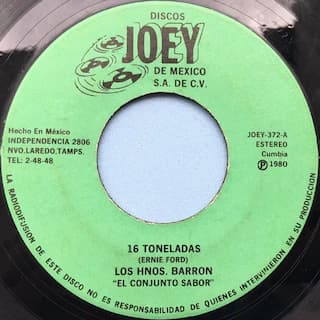 DISCOS
JOEY
DE MEXICO
S.A. DE C.V.
Hecho En México
INDEPENDENCIA 2806
NVO.LAREDO,TAMPS.
TEL: 2-48-48
JOEY-372-A
ESTEREO
Cumbia
Ⓟ 1980
16 TONELADAS
(ERNIE FORD)
LOS HNOS. BARRON
"EL CONJUNTO SABOR"
LA RADIODIFUSION DE ESTE DISCO NO ES RESPONSABILIDAD DE QUIENES INTERVINIERON EN SU GRABACION